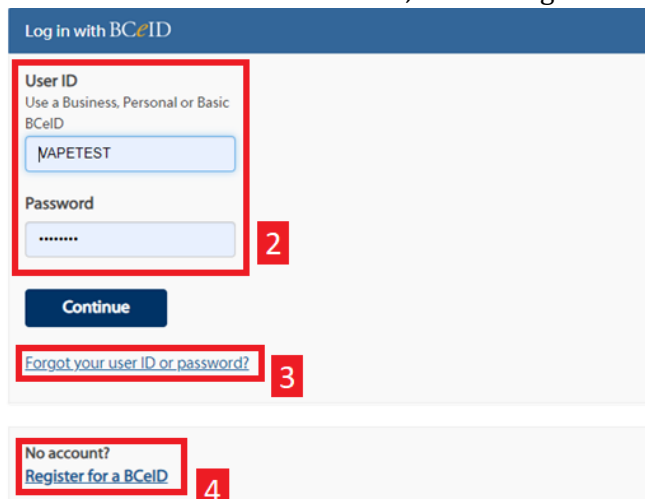 Log in with BCeID
User ID
Use a Business, Personal or Basic
BCeID
VAPETEST
Password
••••••••
2
Continue
Forgot your user ID or password?
3
No account?
Register for a BCeID
4